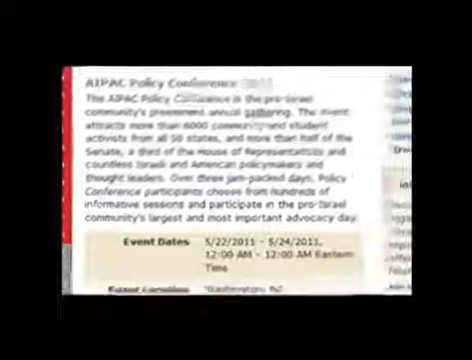 AIPAC Policy Conference
The AIPAC Policy Conference is the pro-Israel
community's preeminent annual gathering. The event
attracts more than 6000 community and student
activists from all 50 states, and more than half of the
Senate, a third of the House of Representatives and
countless Israeli and American policymakers and
thought leaders. Over three jam-packed days, Policy
Conference participants choose from hundreds of
informative sessions and participate in the pro-Israel
community's largest and most important advocacy day.
Event Dates 5/22/2011 - 5/24/2011,
12:00 AM - 12:00 AM Eastern
Time
Event Location Washington, DC